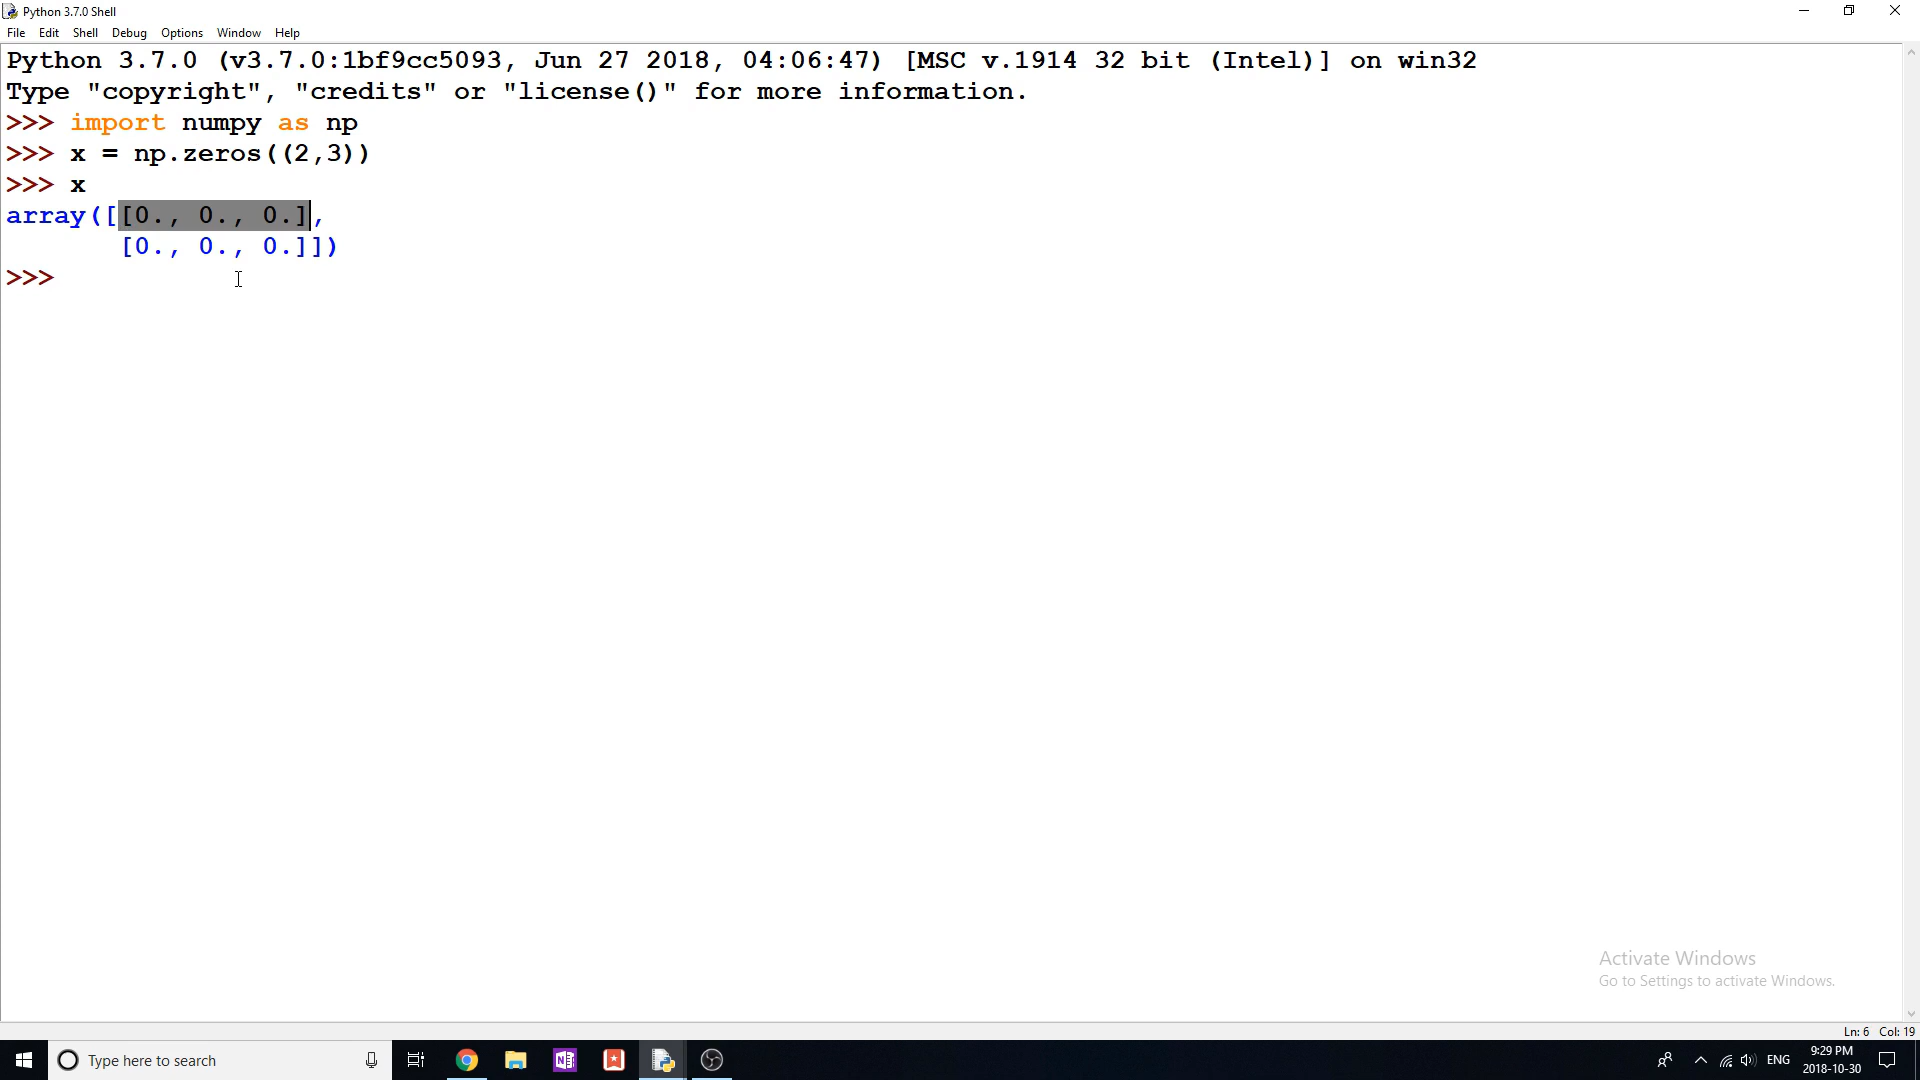 Python 3.7.0 Shell
File Edit Shell Debug Options Window Help
Python 3.7.0 (v3.7.0:1bf9cc5093, Jun 27 2018, 04:06:47) [MSC v.1914 32 bit (Intel)] on win32
Type "copyright", "credits" or "license()" for more information.
>>> import numpy as np
>>> x = np.zeros((2,3))
>>> x
array([[0., 0., 0.],
       [0., 0., 0.]])
>>>
Activate Windows
Go to Settings to activate Windows.
Ln: 6 Col: 19
Type here to search
N
ENG
9:29 PM
2018-10-30